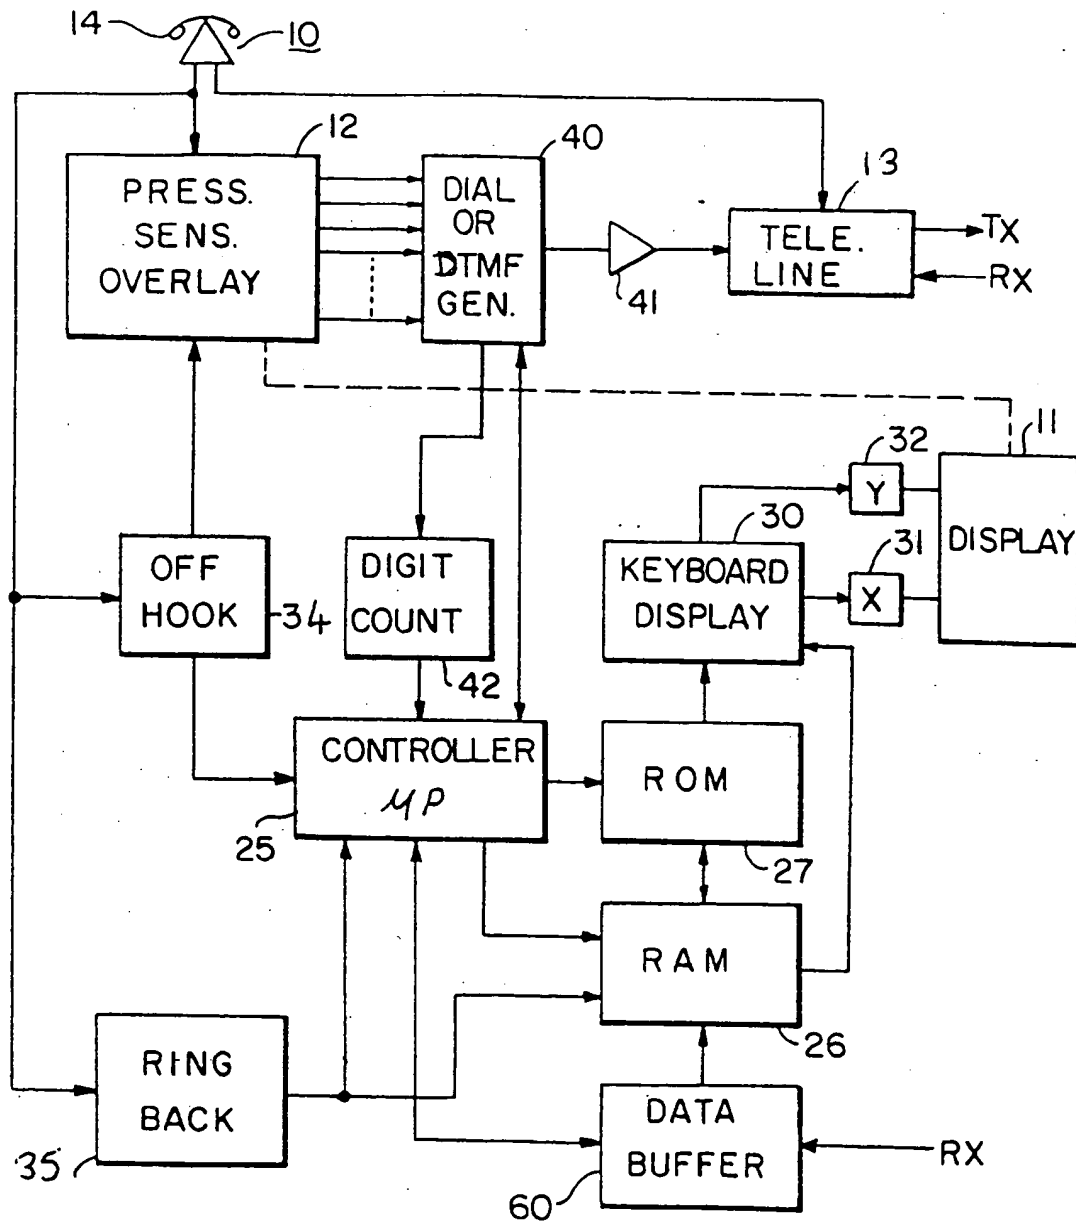 14
10
12
PRESS.
SENS.
OVERLAY
40
DIAL
OR
DTMF
GEN.
41
13
TELE.
LINE
TX
RX
11
DISPLAY
32
Y
31
X
30
KEYBOARD
DISPLAY
OFF
HOOK
34
DIGIT
COUNT
42
CONTROLLER
μP
25
ROM
27
RAM
26
RING
BACK
35
DATA
BUFFER
60
RX